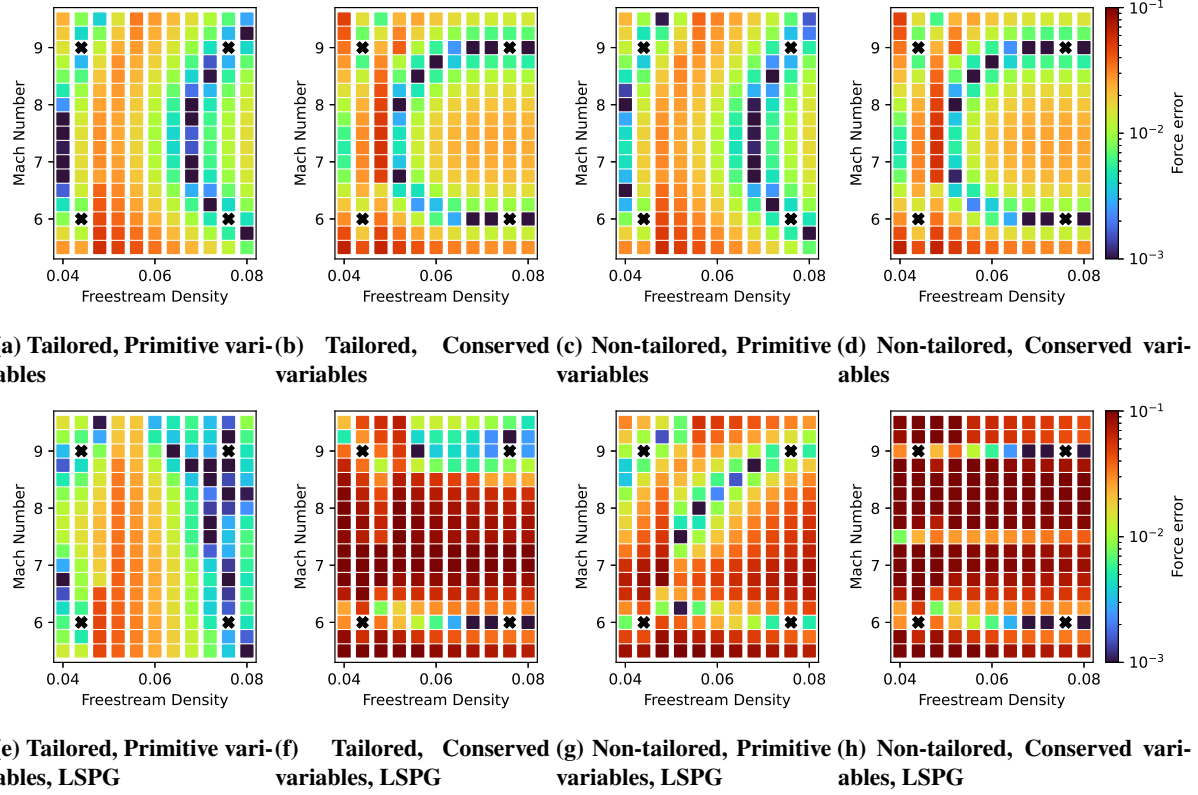 9
8
7
6
Mach Number
0.04 0.06 0.08
Freestream Density
9
8
7
6
Mach Number
0.04 0.06 0.08
Freestream Density
9
8
7
6
Mach Number
0.04 0.06 0.08
Freestream Density
9
8
7
6
Mach Number
0.04 0.06 0.08
Freestream Density
10⁻¹
10⁻²
10⁻³
Force error
a) Tailored, Primitive vari-
ables
(b) Tailored, Conserved
variables
(c) Non-tailored, Primitive
variables
(d) Non-tailored, Conserved vari-
ables
9
8
7
6
Mach Number
0.04 0.06 0.08
Freestream Density
9
8
7
6
Mach Number
0.04 0.06 0.08
Freestream Density
9
8
7
6
Mach Number
0.04 0.06 0.08
Freestream Density
9
8
7
6
Mach Number
0.04 0.06 0.08
Freestream Density
10⁻¹
10⁻²
10⁻³
Force error
e) Tailored, Primitive vari-
ables, LSPG
(f) Tailored, Conserved
variables, LSPG
(g) Non-tailored, Primitive
variables, LSPG
(h) Non-tailored, Conserved vari-
ables, LSPG